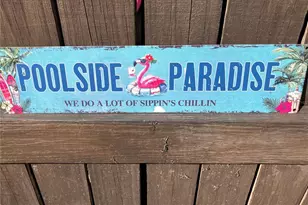 POOLSIDE PARADISE
WE DO A LOT OF SIPPIN'S CHILLIN